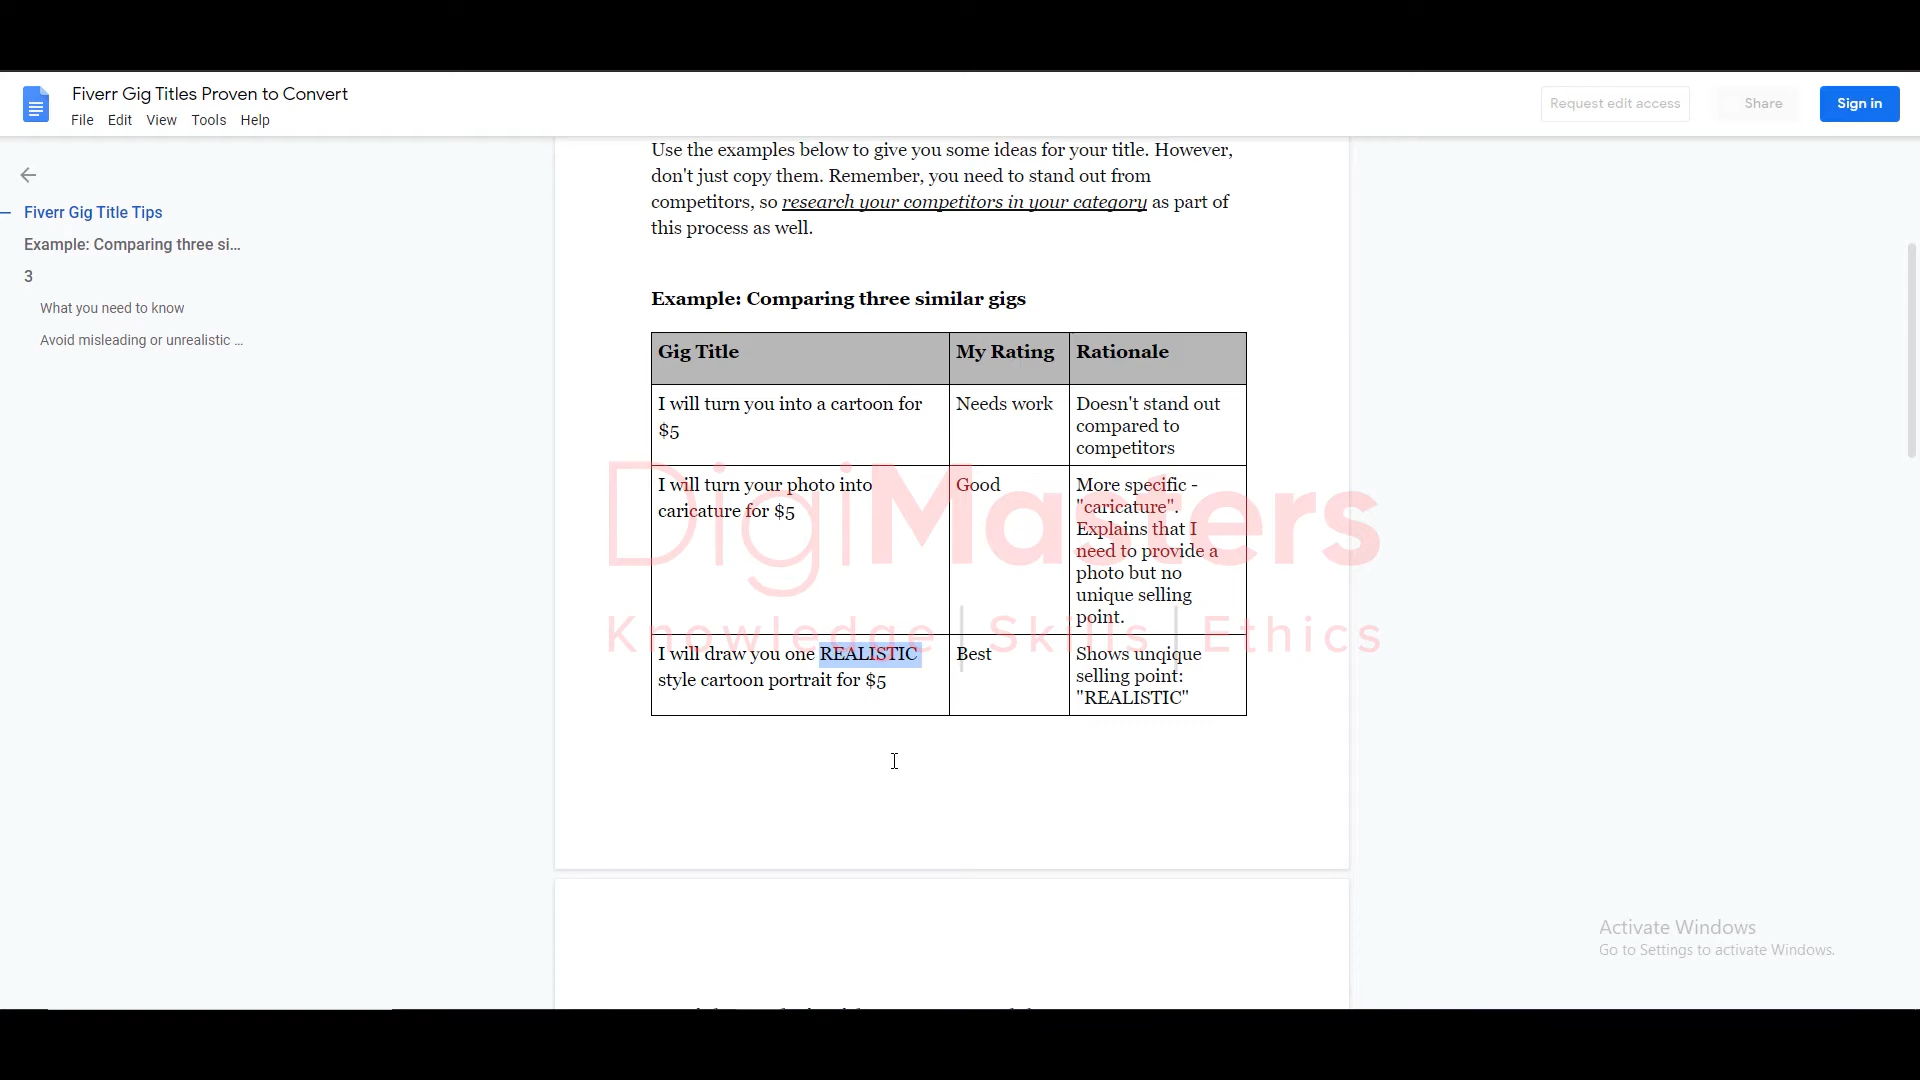 Fiverr Gig Titles Proven to Convert
File Edit View Tools Help
Request edit access
Share
Sign in
Fiverr Gig Title Tips
Example: Comparing three si...
3
What you need to know
Avoid misleading or unrealistic ...
Use the examples below to give you some ideas for your title. However,
don't just copy them. Remember, you need to stand out from
competitors, so research your competitors in your category as part of
this process as well.
Example: Comparing three similar gigs
Gig Title My Rating Rationale
I will turn you into a cartoon for
$5
Needs work
Doesn't stand out
compared to
competitors
I will turn your photo into
caricature for $5
Good
More specific -
"caricature".
Explains that I
need to provide a
photo but no
unique selling
point.
I will draw you one REALISTIC
style cartoon portrait for $5
Best
Shows unqique
selling point:
"REALISTIC"
DigiMasters
Knowledge | Skills | Ethics
Activate Windows
Go to Settings to activate Windows.